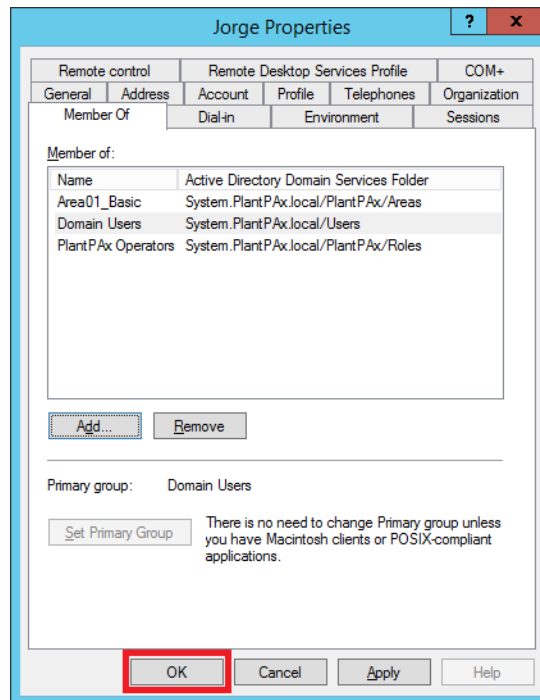 Jorge Properties
?
x
Remote control Remote Desktop Services Profile COM+
General Address Account Profile Telephones Organization
Member Of Dial-in Environment Sessions
Member of:
Name Active Directory Domain Services Folder
Area01_Basic System.PlantPAx.local/PlantPAx/Areas
Domain Users System.PlantPAx.local/Users
PlantPAx Operators System.PlantPAx.local/PlantPAx/Roles
Add... Remove
Primary group: Domain Users
Set Primary Group
There is no need to change Primary group unless
you have Macintosh clients or POSIX-compliant
applications.
OK Cancel Apply Help